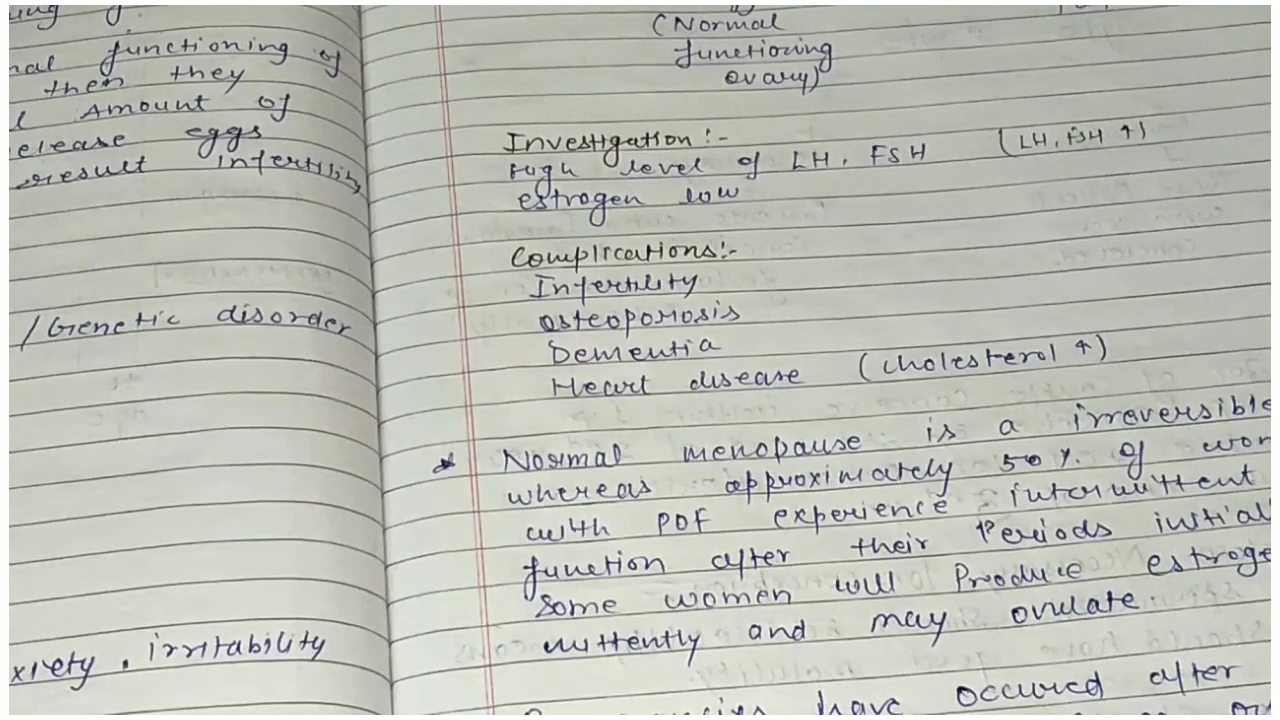 functioning of
then they
Amount of
elease eggs
result infertility
/Genetic disorder
xiety, irritability
(Normal
functioning
ovary)
Investigation :-
High level of LH, FSH (LH, FSH ↑)
estrogen low
Complications:-
Infertility
osteoporosis
Dementia
Heart disease (cholesterol ↑)
* Normal menopause is a irreversible
whereas approximately 50% of wom
with POF experience intermittent
function after their Periods initial
Some women will Produce estroge
mittently and may ovulate
have occured after